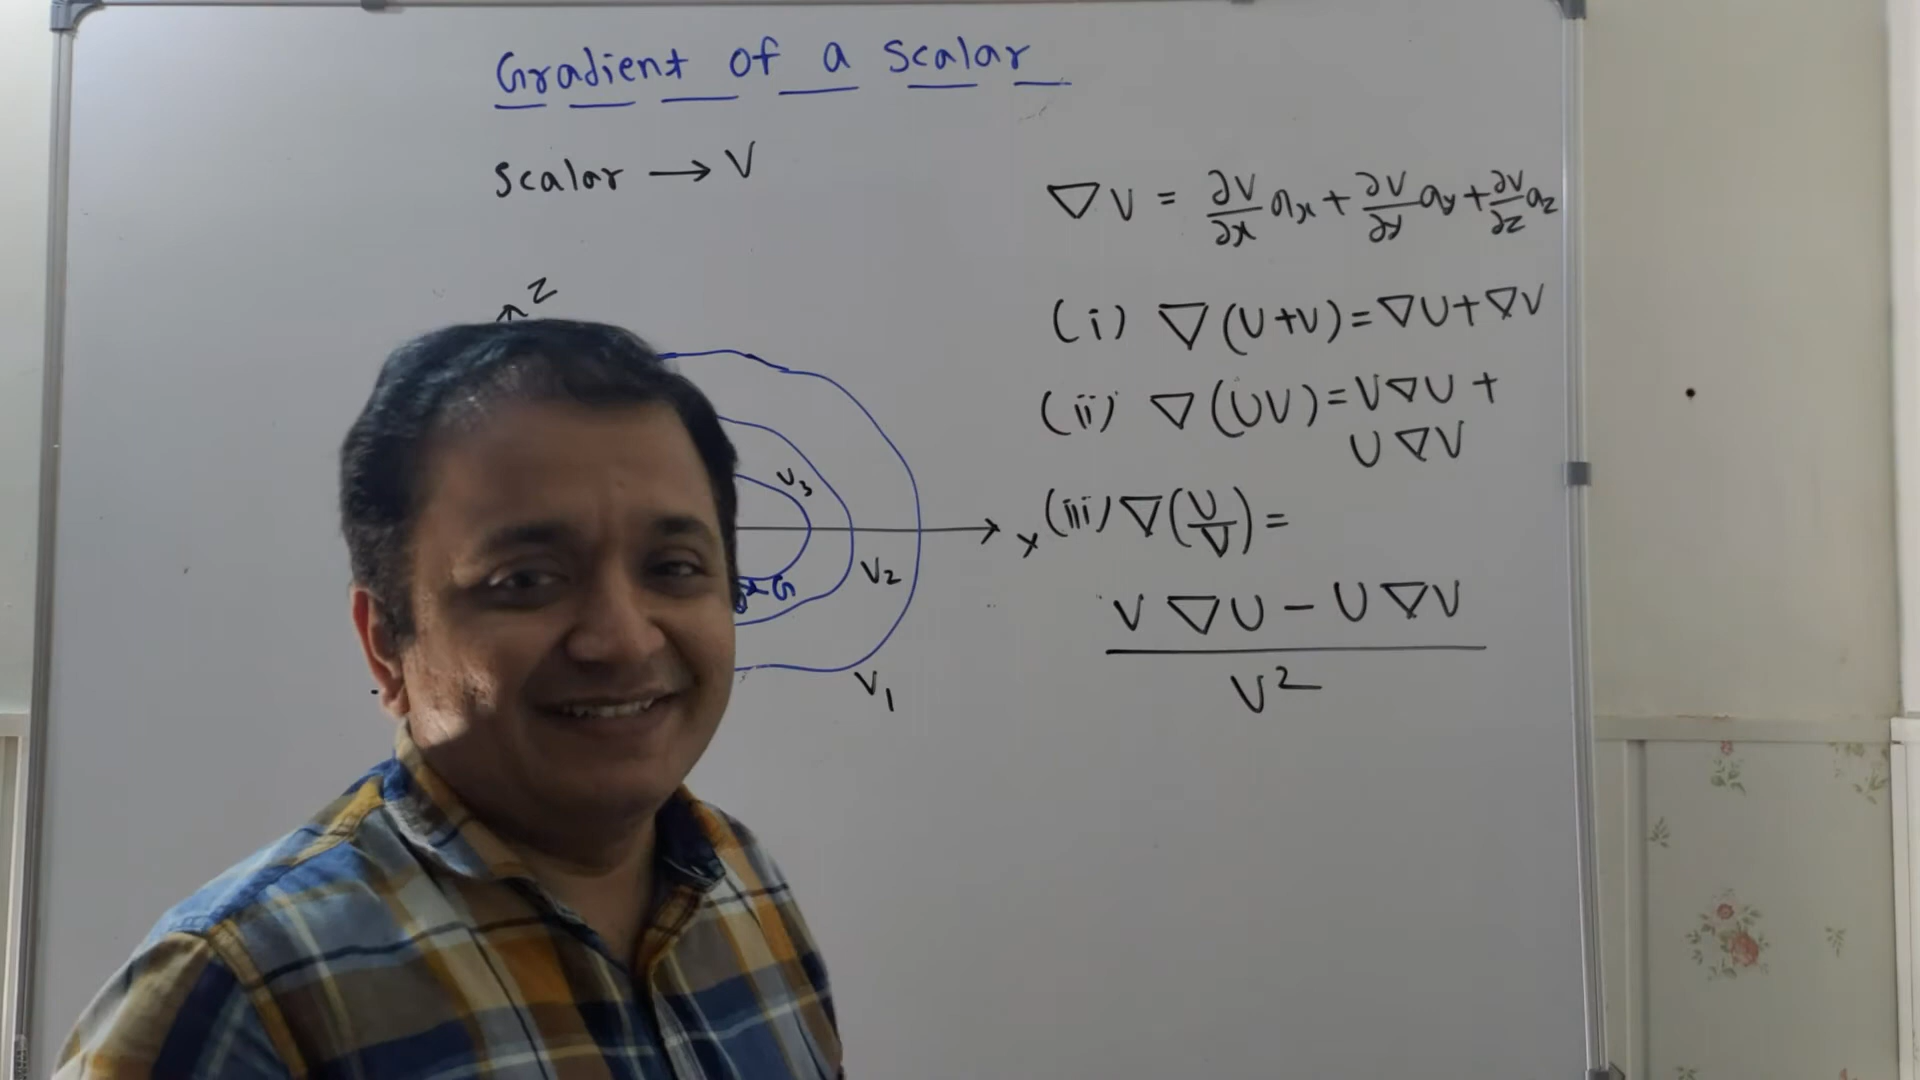 Gradient of a Scalar
Scalar → V
∇V = ∂V/∂x ax + ∂V/∂y ay + ∂V/∂z az
(i) ∇(U+V) = ∇U + ∇V
(ii) ∇(UV) = V∇U +
U∇V
(iii) ∇(U/V) =
V∇U − U∇V
V²
Z
V3
X
V2
G
V1